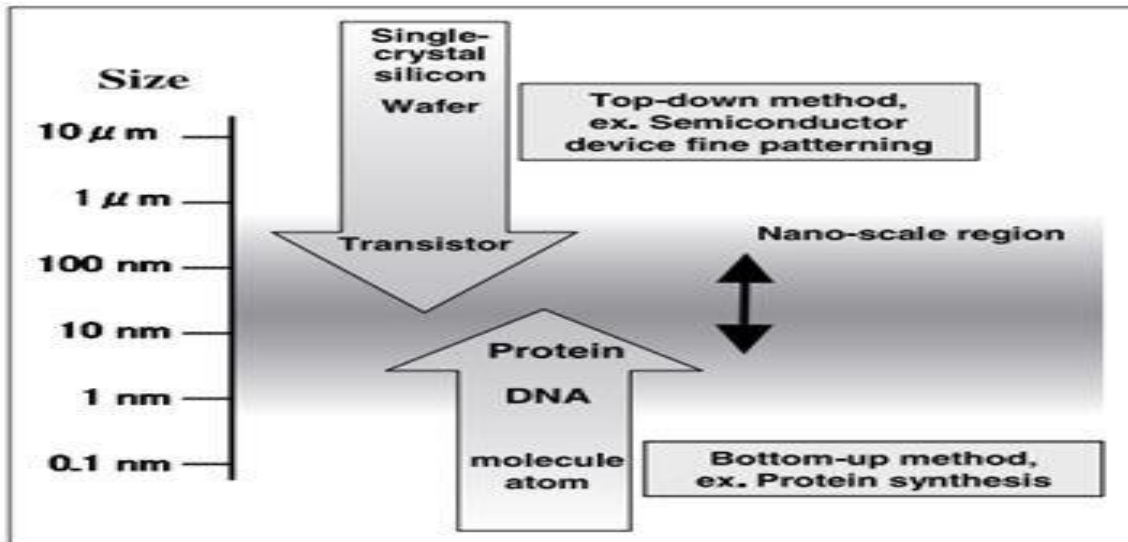 Single-
crystal
silicon
Wafer
Size
Top-down method,
ex. Semiconductor
device fine patterning
10 μm
1 μm
Transistor
Nano-scale region
100 nm
10 nm
Protein
1 nm
DNA
0.1 nm
molecule
atom
Bottom-up method,
ex. Protein synthesis